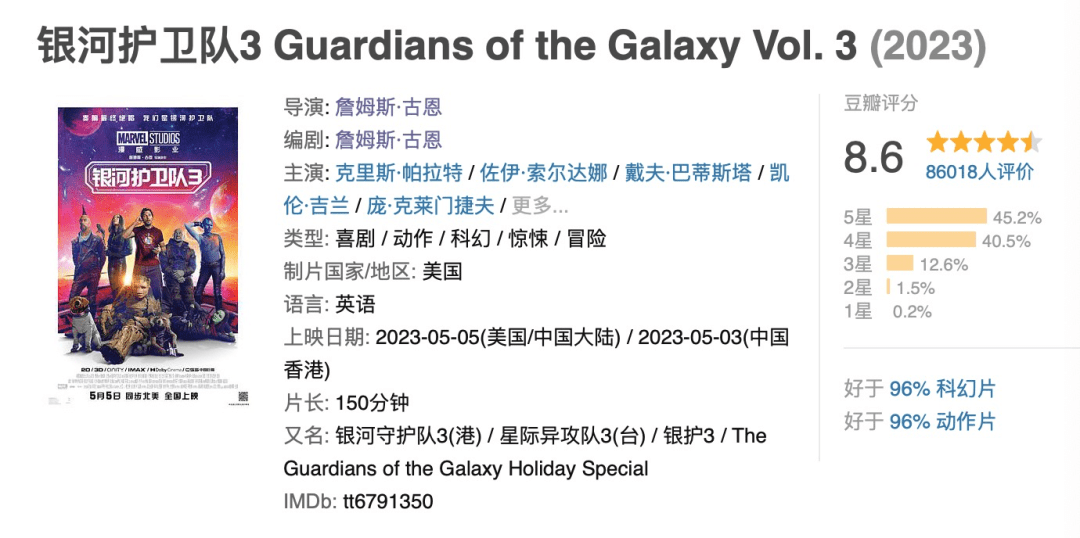 银河护卫队3 Guardians of the Galaxy Vol. 3 (2023)
MARVEL STUDIOS
漫威影业
银河护卫队3
5月5日 同步北美 全国上映
导演: 詹姆斯·古恩
编剧: 詹姆斯·古恩
主演: 克里斯·帕拉特 / 佐伊·索尔达娜 / 戴夫·巴蒂斯塔 / 凯
伦·吉兰 / 庞·克莱门捷夫 / 更多...
类型: 喜剧 / 动作 / 科幻 / 惊悚 / 冒险
制片国家/地区: 美国
语言: 英语
上映日期: 2023-05-05(美国/中国大陆) / 2023-05-03(中国
香港)
片长: 150分钟
又名: 银河守护队3(港) / 星际异攻队3(台) / 银护3 / The
Guardians of the Galaxy Holiday Special
IMDb: tt6791350
豆瓣评分
8.6
86018人评价
5星 45.2%
4星 40.5%
3星 12.6%
2星 1.5%
1星 0.2%
好于 96% 科幻片
好于 96% 动作片